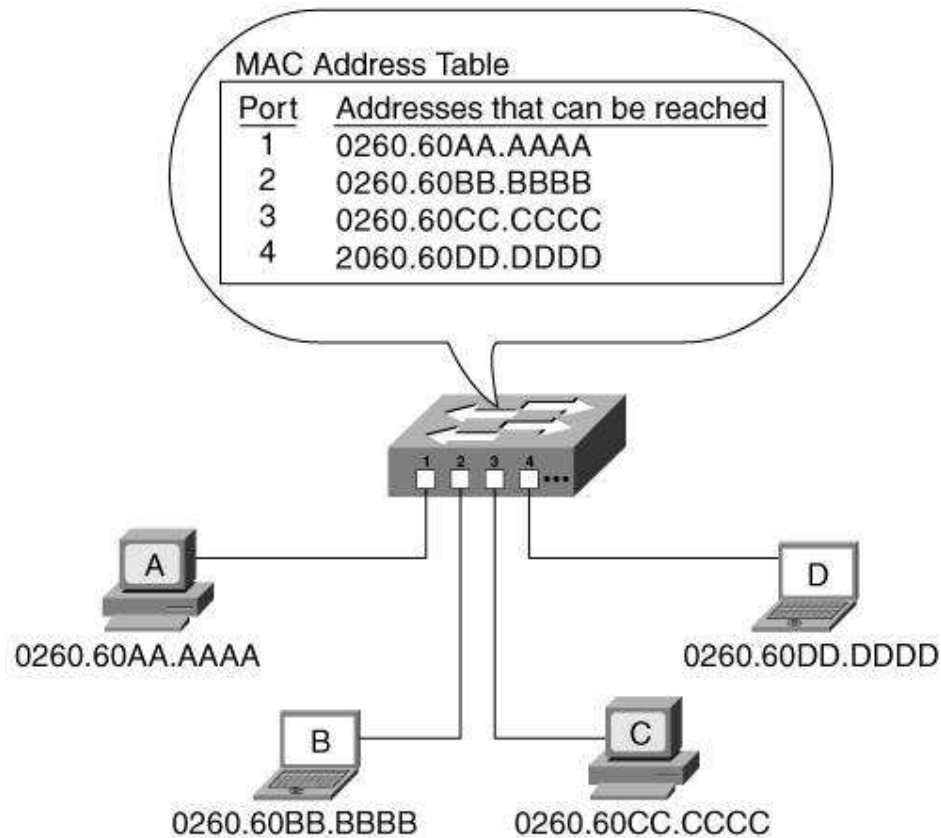 MAC Address Table
Port Addresses that can be reached
1 0260.60AA.AAAA
2 0260.60BB.BBBB
3 0260.60CC.CCCC
4 2060.60DD.DDDD
1 2 3 4
A
D
0260.60AA.AAAA
0260.60DD.DDDD
B
C
0260.60BB.BBBB
0260.60CC.CCCC